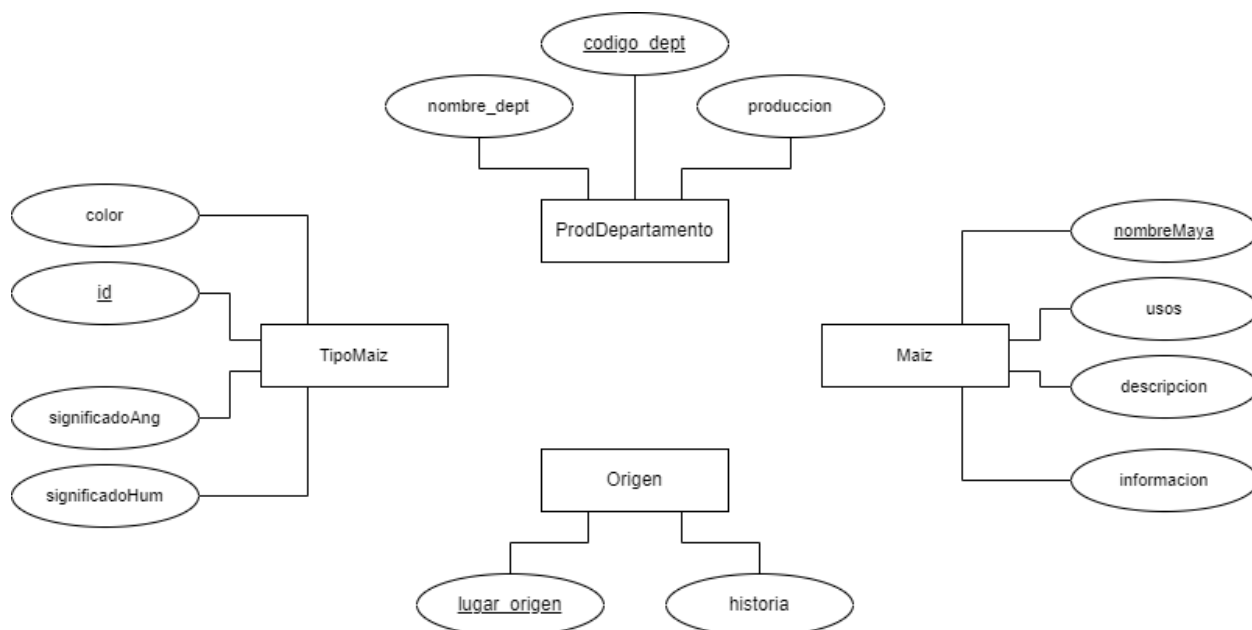 codigo_dept
nombre_dept
produccion
ProdDepartamento
color
id
TipoMaiz
significadoAng
significadoHum
nombreMaya
usos
Maiz
descripcion
informacion
Origen
lugar_origen
historia